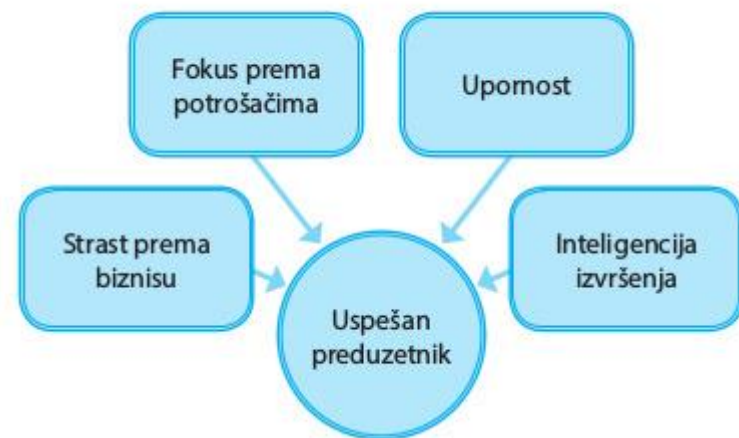 Fokus prema
potrošačima
Upornost
Strast prema
biznisu
Inteligencija
izvršenja
Uspešan
preduzetnik